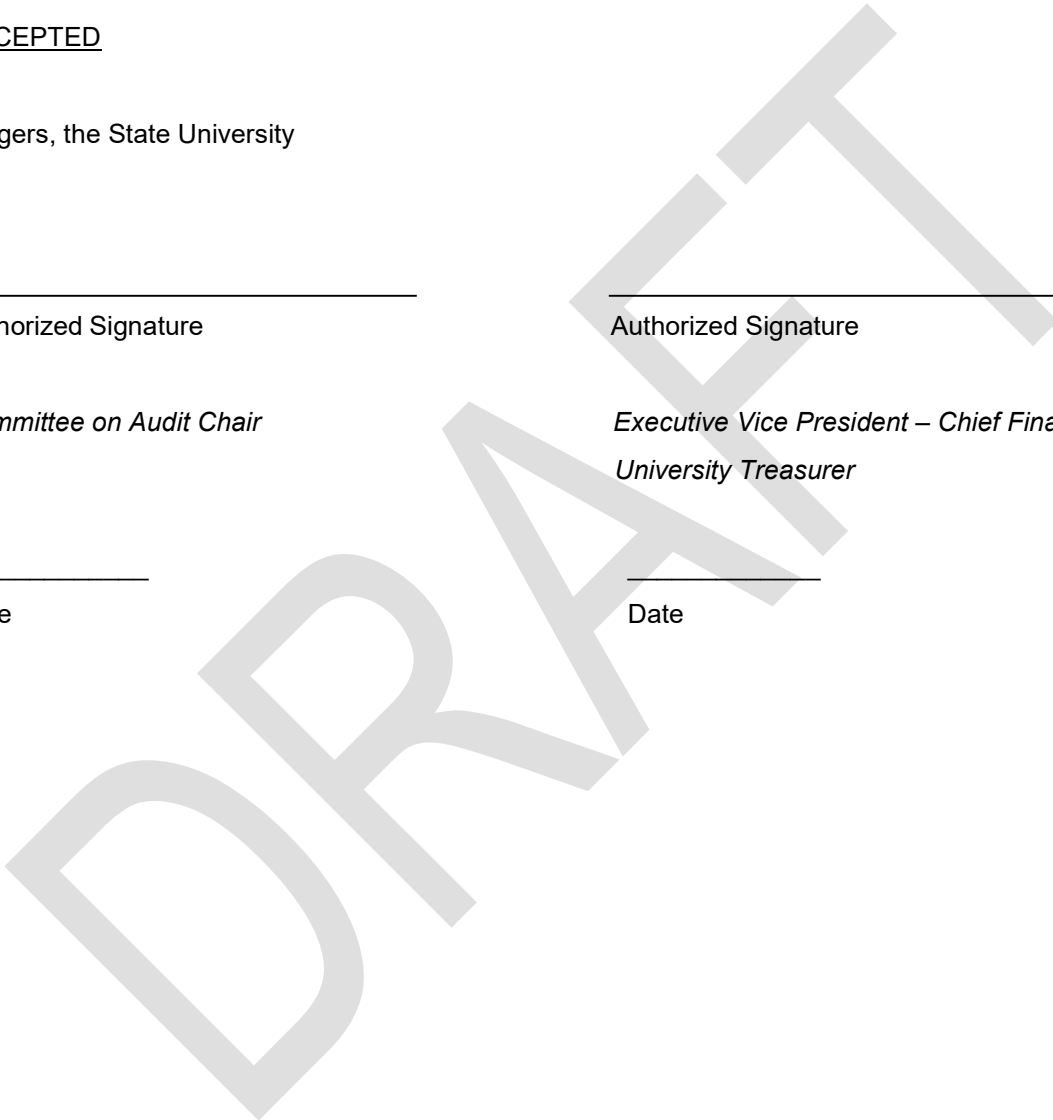 CEPTED
gers, the State University
horized Signature
Authorized Signature
mmittee on Audit Chair
Executive Vice President – Chief Fina
University Treasurer
e
Date
DRAFT